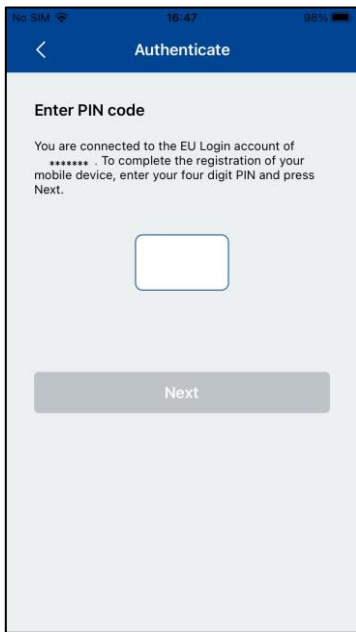 No SIM 16:47 98%
Authenticate
Enter PIN code
You are connected to the EU Login account of
******* . To complete the registration of your
mobile device, enter your four digit PIN and press
Next.
Next